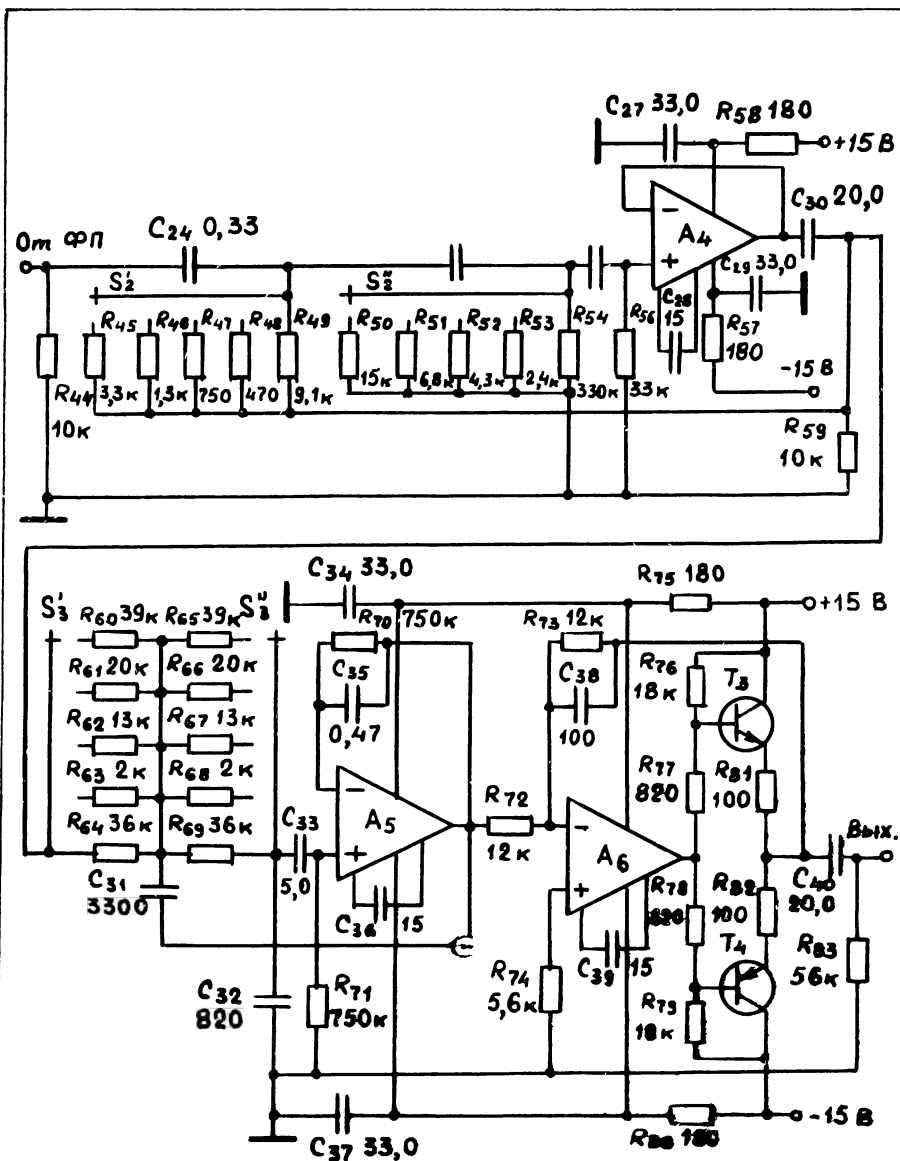 C27 33,0
R58 180
+15 В
C30 20,0
От ФП
C24 0,33
A4
−
+
C29 33,0
S2'
S2"
R45
R46
R47
R48
R49
R50
R51
R52
R53
R54
R56
C28
15
R57
180
-15 В
R44
10к
3,3к
1,3к
750
470
9,1к
15к
6,8к
4,3к
2,4к
330к
33к
R59
10к
C34 33,0
R75 180
+15 В
S3'
R60 39к
R65 39к
S3"
R70
750к
R73 12к
R61 20к
R66 20к
C35
0,47
C38
100
R76
18к
T3
R62 13к
R67 13к
R63 2к
R68 2к
R77
820
R81
100
R64 36к
R69 36к
C33
5,0
−
A5
+
R72
12к
−
A6
+
Вых.
C31
3300
C36
15
R78
820
R82
100
C40
20,0
C39
15
T4
R83
56к
R74
5,6к
C32
820
R71
750к
R79
18к
-15 В
C37 33,0
180